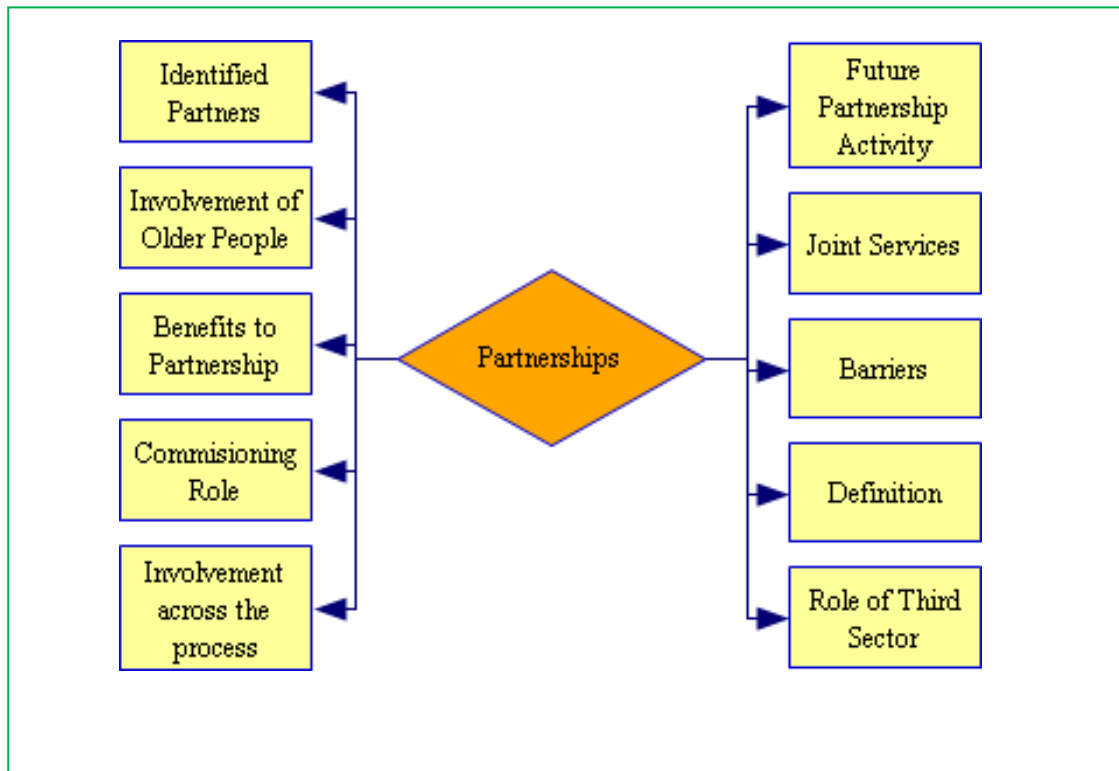 Identified
Partners
Involvement of
Older People
Benefits to
Partnership
Commisioning
Role
Involvement
across the
process
Partnerships
Future
Partnership
Activity
Joint Services
Barriers
Definition
Role of Third
Sector